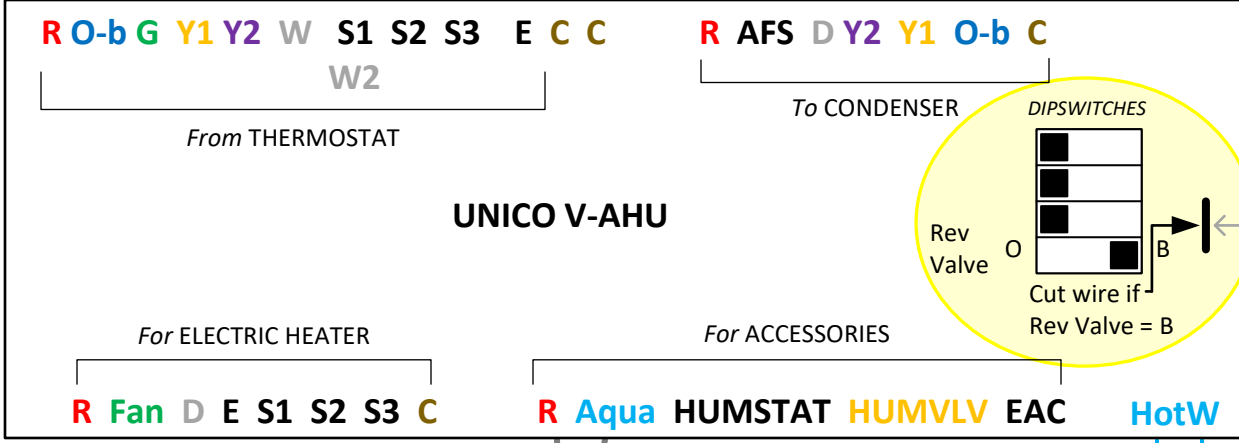 R O-b G Y1 Y2 W S1 S2 S3 E C C
W2
From THERMOSTAT
R AFS D Y2 Y1 O-b C
To CONDENSER
DIPSWITCHES
UNICO V-AHU
Rev
Valve
O
B
Cut wire if
Rev Valve = B
For ELECTRIC HEATER
R Fan D E S1 S2 S3 C
For ACCESSORIES
R Aqua HUMSTAT HUMVLV EAC
HotW